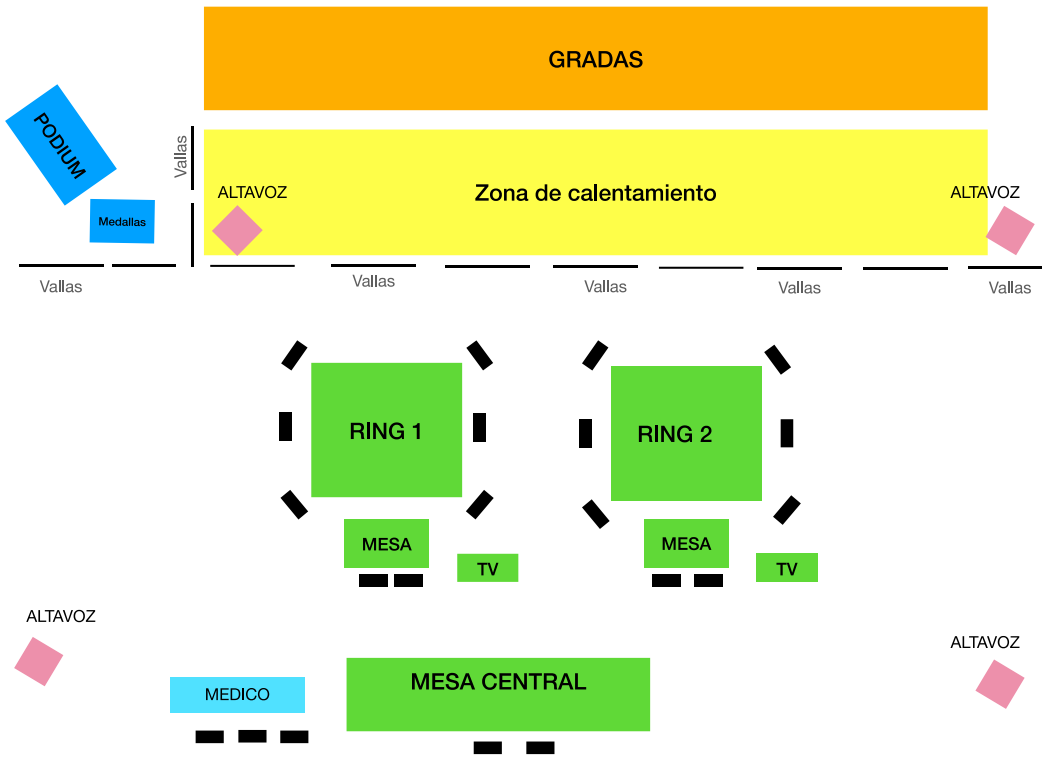 GRADAS
PODIUM
Vallas
Zona de calentamiento
ALTAVOZ
ALTAVOZ
Medallas
Vallas
Vallas
Vallas
Vallas
Vallas
RING 1
RING 2
MESA
TV
MESA
TV
ALTAVOZ
ALTAVOZ
MEDICO
MESA CENTRAL